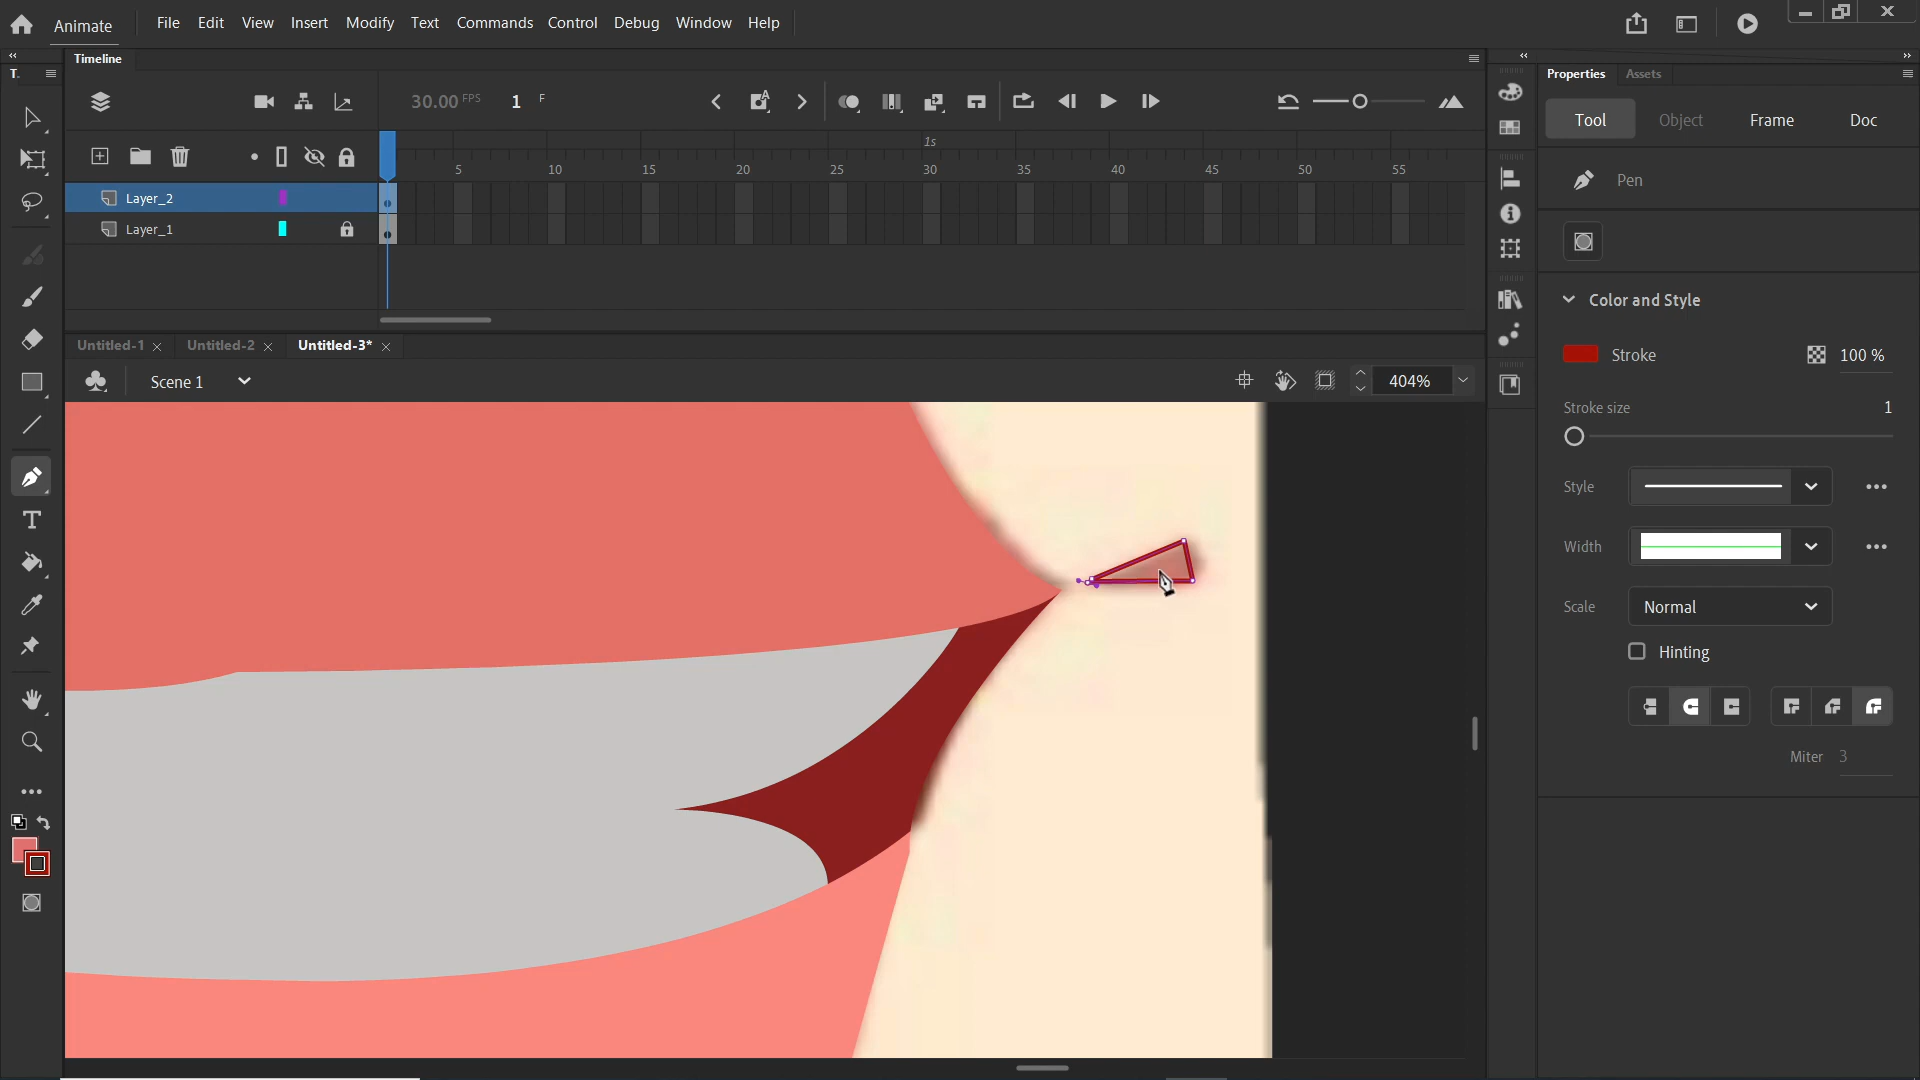 Animate File Edit View Insert Modify Text Commands Control Debug Window Help
Timeline
T.
Properties Assets
30.00 FPS 1 F
Tool Object Frame Doc
1s
5 10 15 20 25 30 35 40 45 50 55
Pen
Layer_2
Layer_1
Color and Style
Untitled-1 Untitled-2 Untitled-3*
Stroke 100 %
Scene 1 404%
Stroke size 1
Style
Width
Scale Normal
Hinting
Miter 3